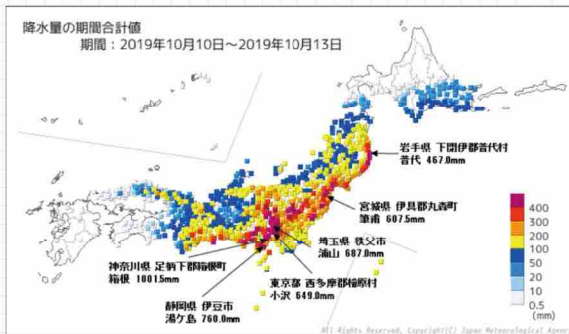 降水量の期間合計値
期間：2019年10月10日～2019年10月13日
岩手県 下閉伊郡普代村
普代 467.0mm
宮城県 伊具郡丸森町
筆甫 607.5mm
埼玉県 秩父市
浦山 687.0mm
神奈川県 足柄下郡箱根町
箱根 1001.5mm
東京都 西多摩郡檜原村
小沢 649.0mm
静岡県 伊豆市
湯ケ島 760.0mm
400
300
200
100
50
20
10
0.5
(mm)
All Rights Reserved, Copyright(C) Japan Meteorological Agency